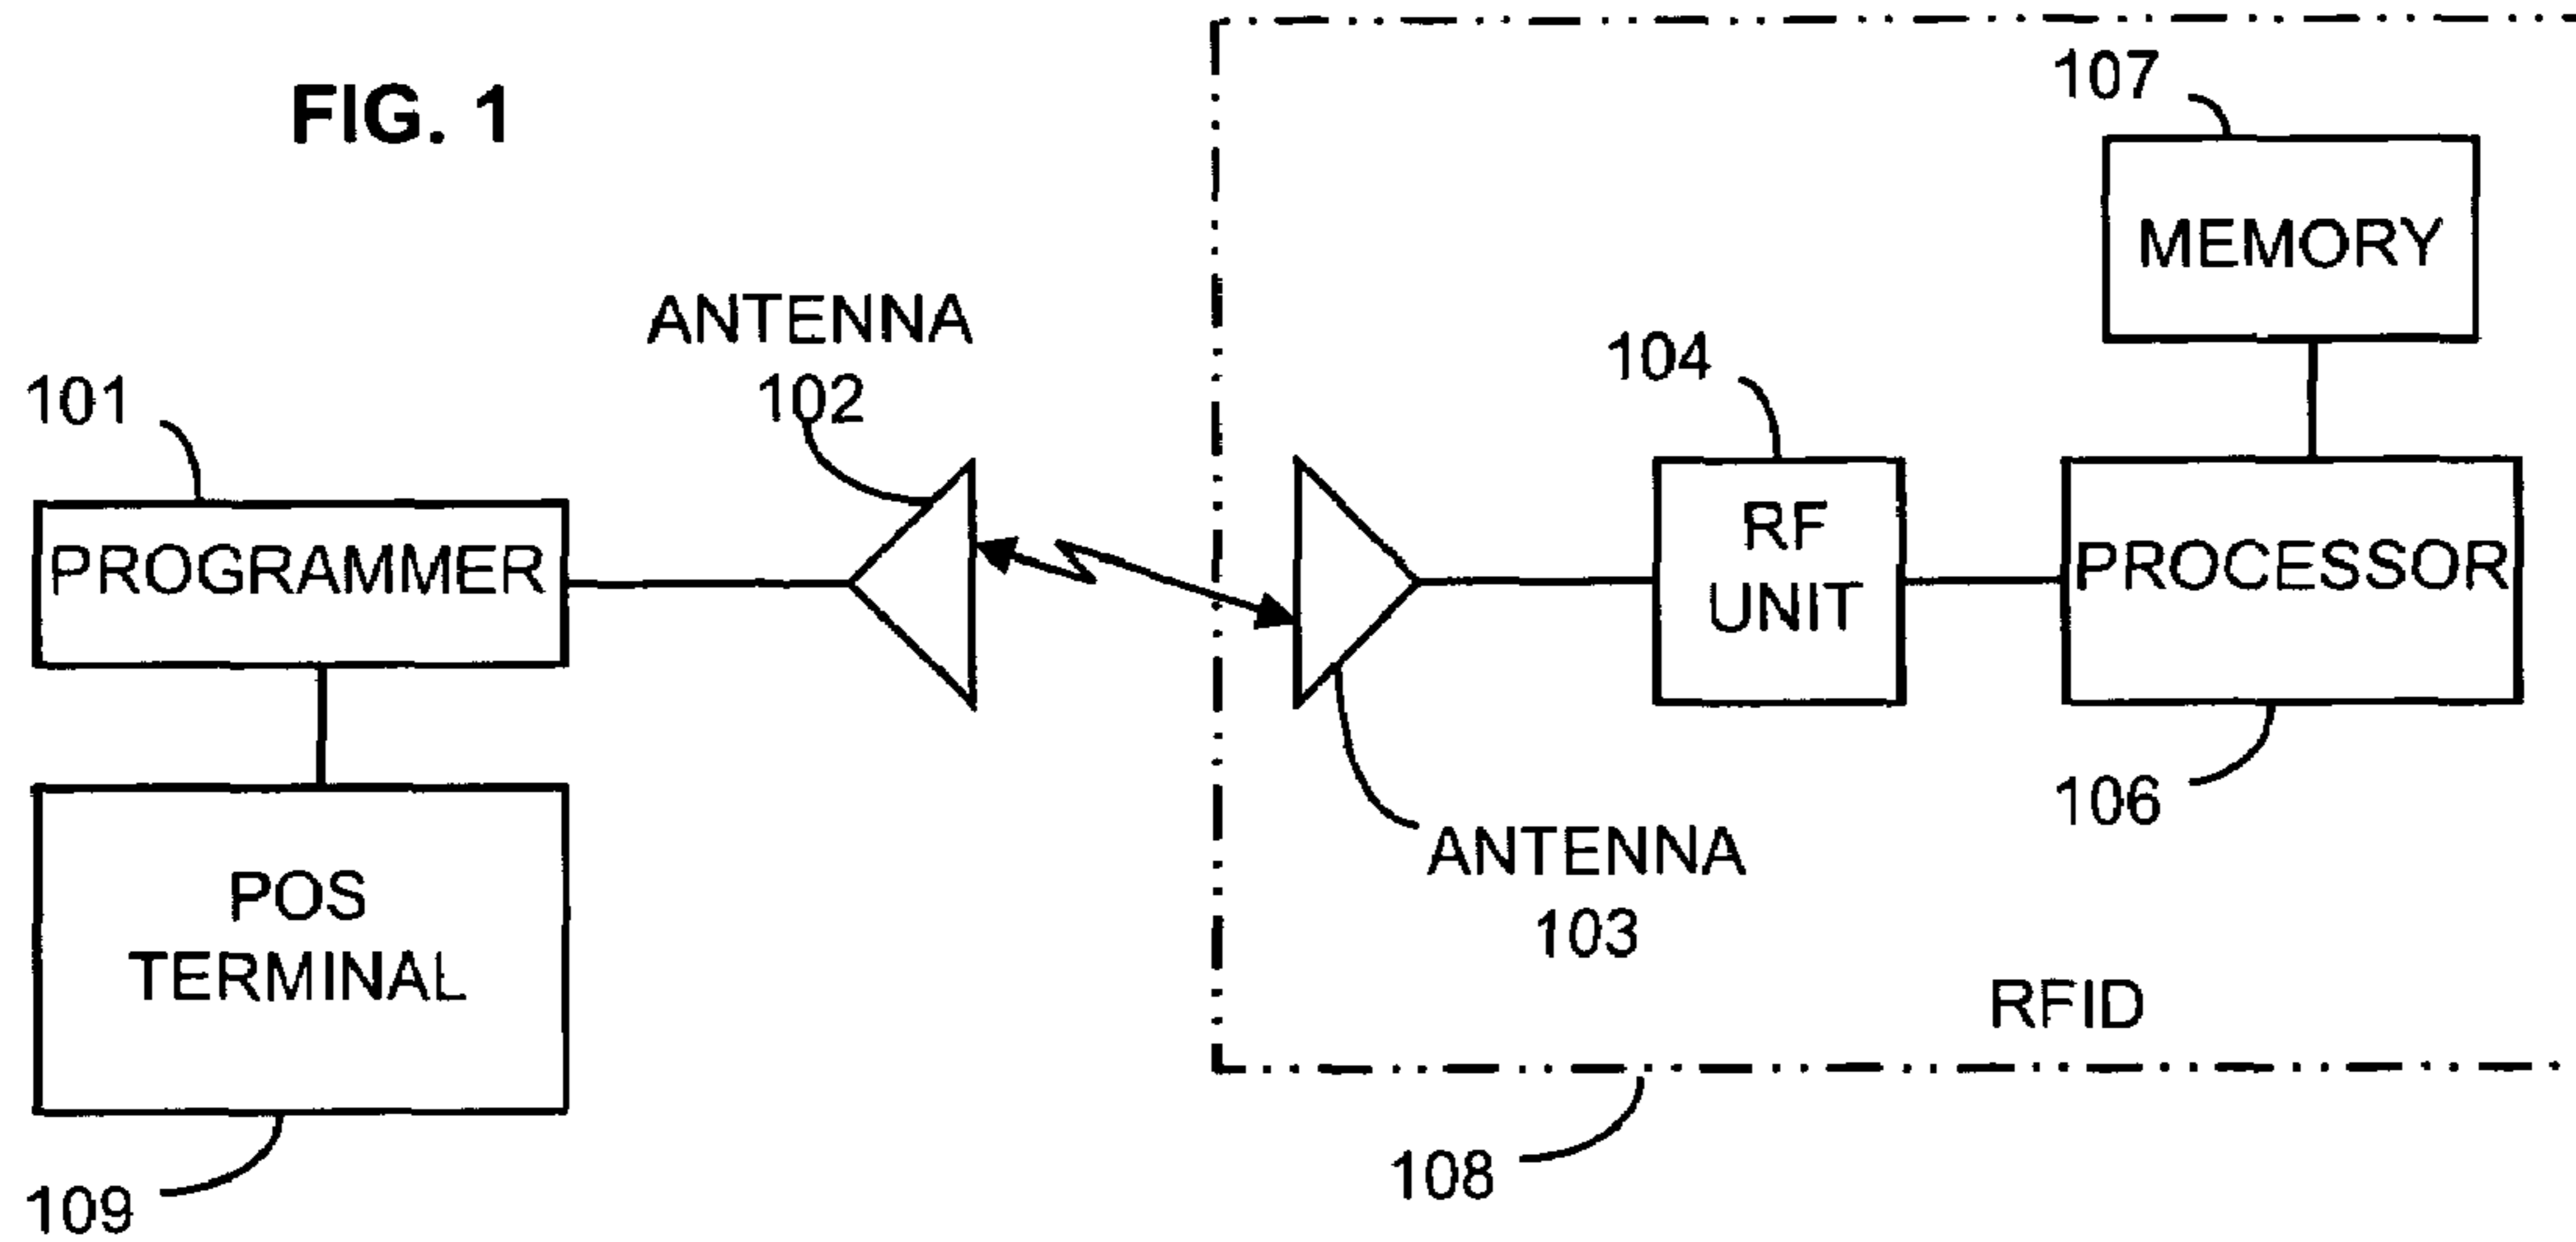 FIG. 1
107
MEMORY
ANTENNA
102
104
101
RF
UNIT
PROGRAMMER
PROCESSOR
106
ANTENNA
103
POS
TERMINAL
RFID
108
109